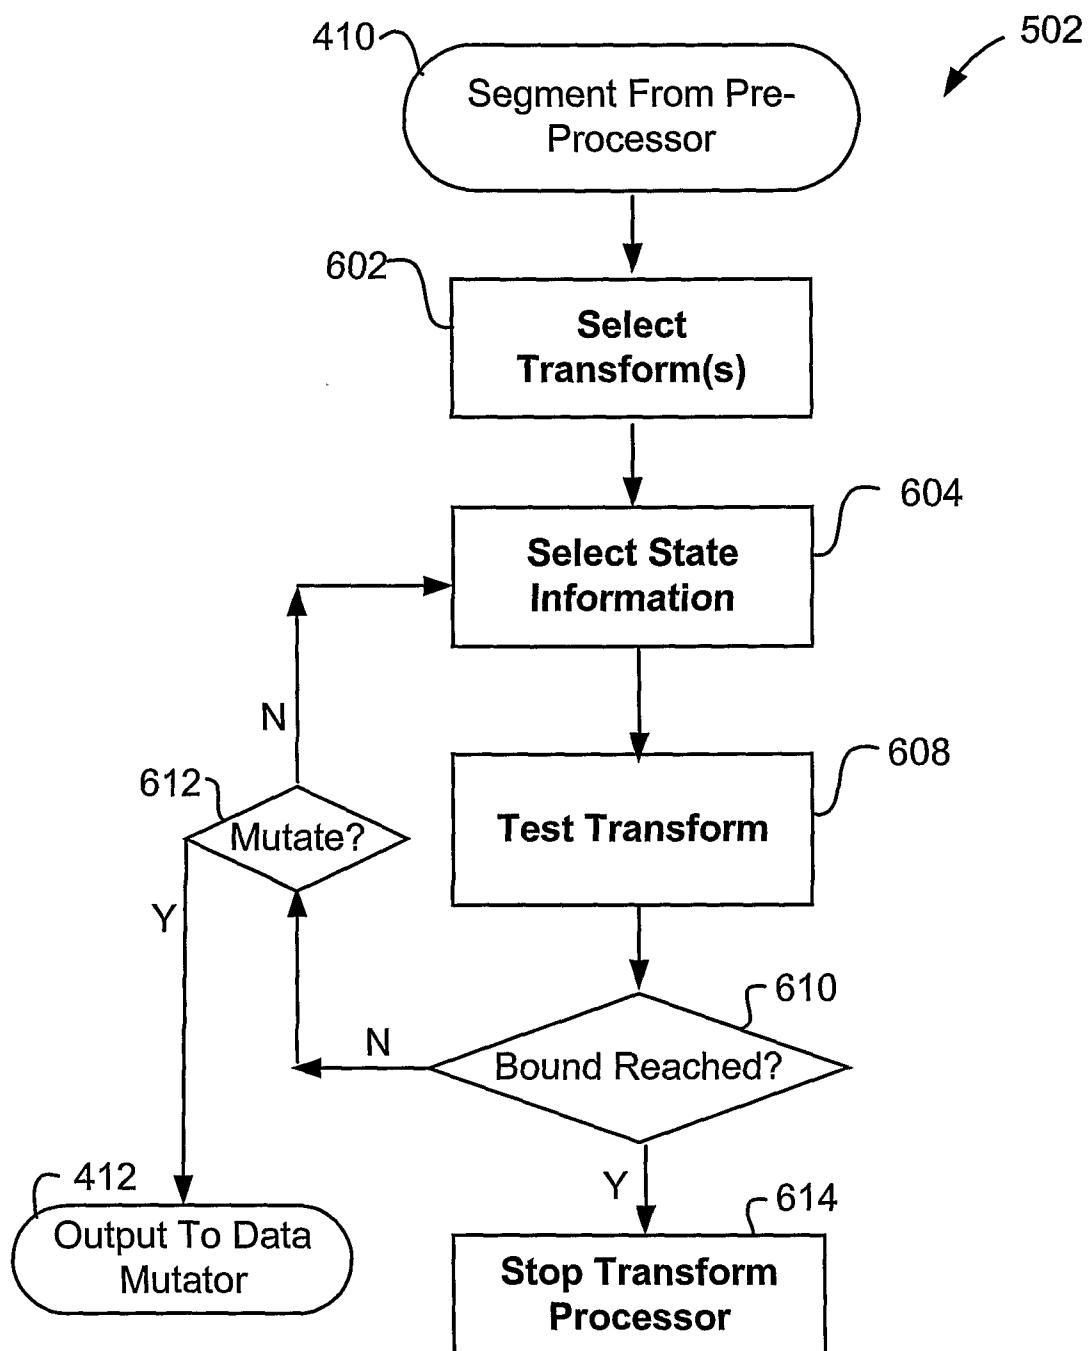 410
502
Segment From Pre-
Processor
602
Select
Transform(s)
604
Select State
Information
N
608
612
Mutate?
Test Transform
Y
610
N
Bound Reached?
412
Y
614
Output To Data
Mutator
Stop Transform
Processor